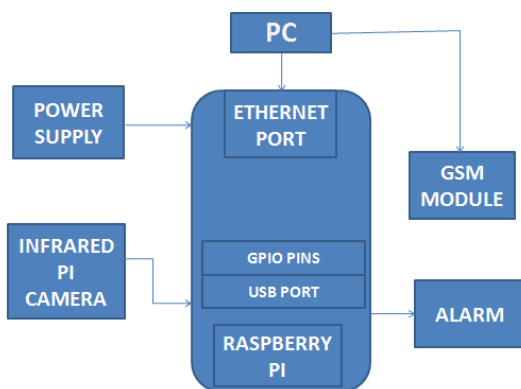 PC
POWER
SUPPLY
ETHERNET
PORT
GSM
MODULE
INFRARED
PI
CAMERA
GPIO PINS
USB PORT
ALARM
RASPBERRY
PI